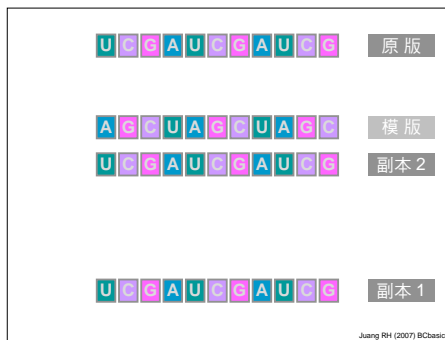 UCGAUCGAUCG 原版
AGCUAGCUAGC 模版
UCGAUCGAUCG 副本 2
UCGAUCGAUCG 副本 1
Juang RH (2007) BCbasic